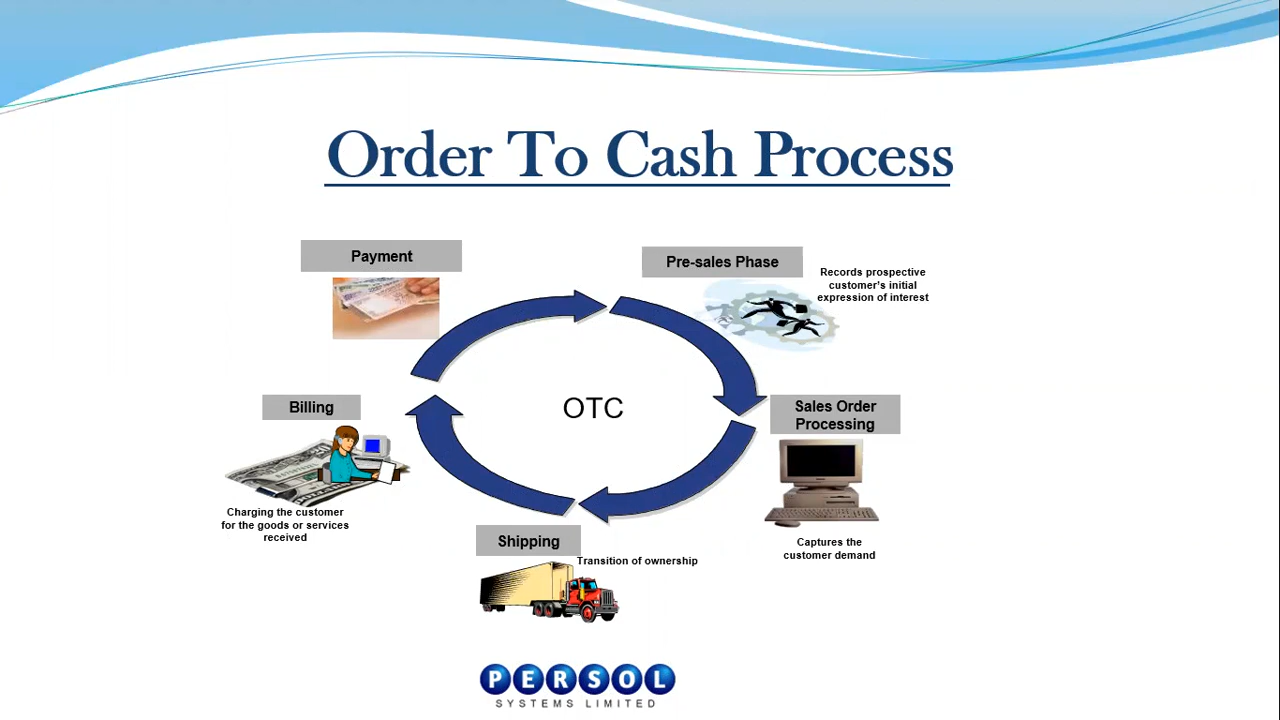 Order To Cash Process
Payment
Pre-sales Phase
Records prospective
customer's initial
expression of interest
OTC
Billing
Sales Order
Processing
Charging the customer
for the goods or services
received
Captures the
customer demand
Shipping
Transition of ownership
PERSOL
SYSTEMS LIMITED